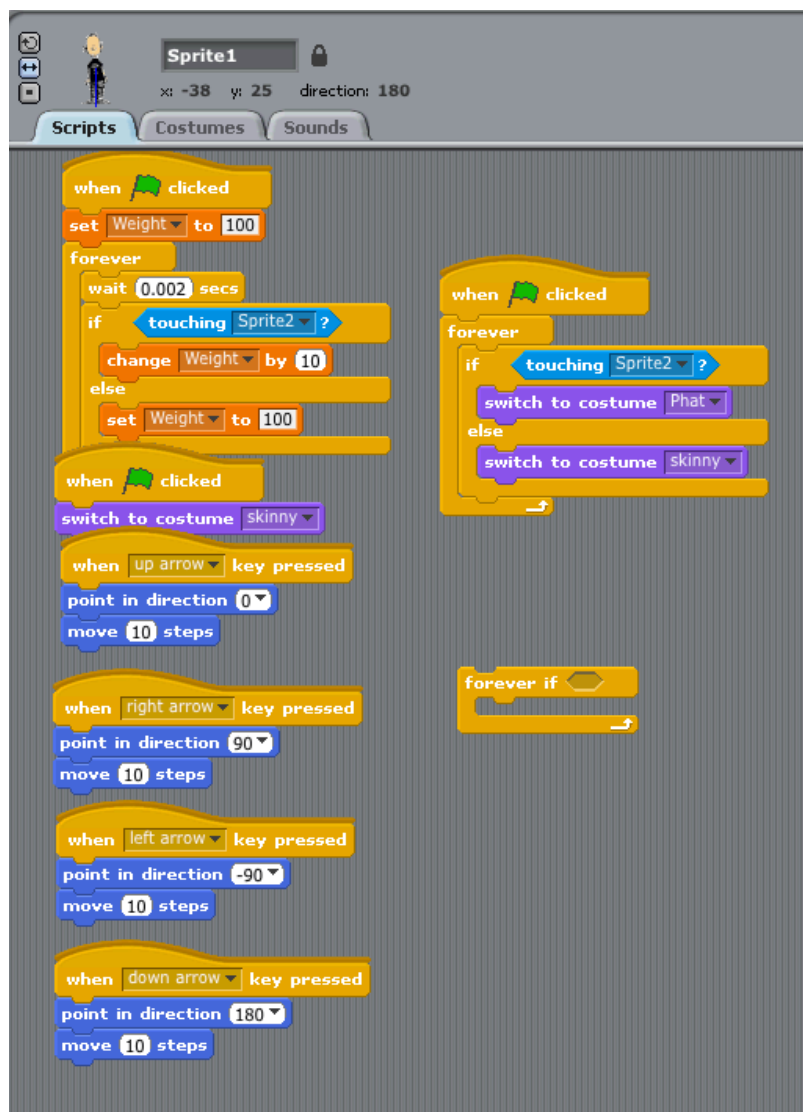 Sprite1
x: -38 y: 25 direction: 180
Scripts Costumes Sounds
when clicked
set Weight to 100
forever
wait 0.002 secs
if touching Sprite2 ?
change Weight by 10
else
set Weight to 100
when clicked
switch to costume skinny
when up arrow key pressed
point in direction 0
move 10 steps
when right arrow key pressed
point in direction 90
move 10 steps
when left arrow key pressed
point in direction -90
move 10 steps
when down arrow key pressed
point in direction 180
move 10 steps
when clicked
forever
if touching Sprite2 ?
switch to costume Phat
else
switch to costume skinny
forever if